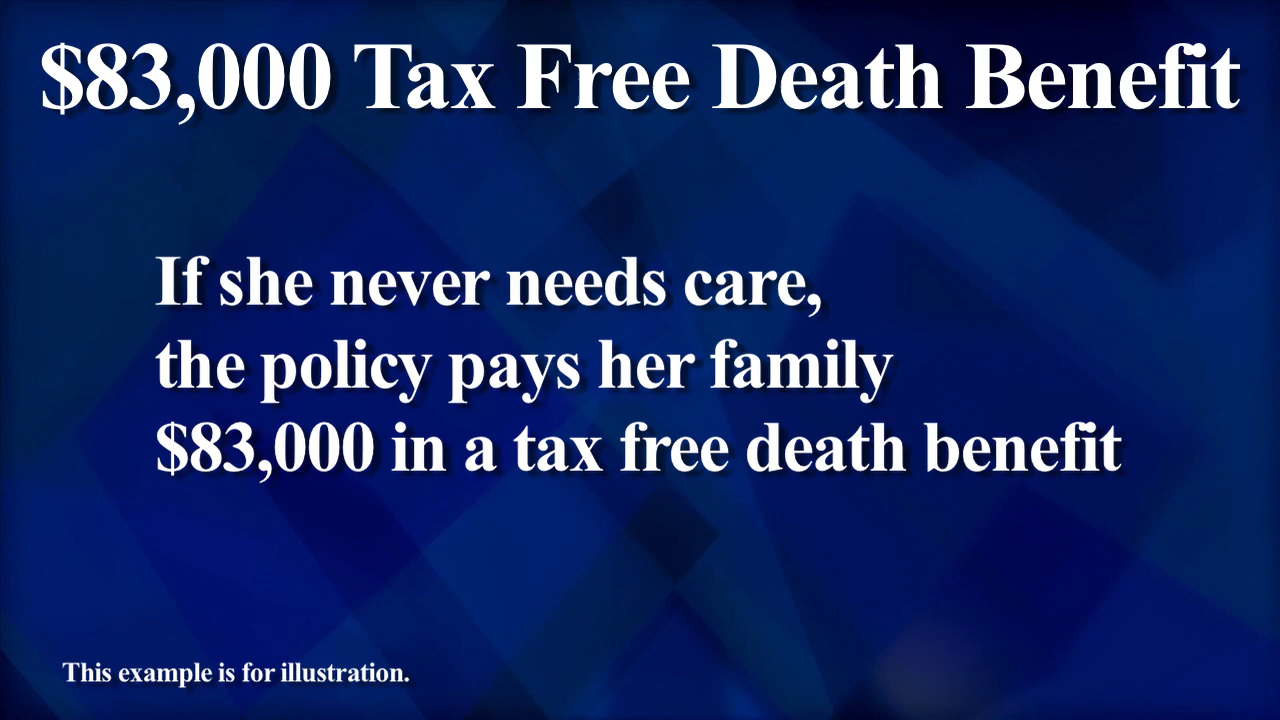 $83,000 Tax Free Death Benefit
If she never needs care,
the policy pays her family
$83,000 in a tax free death benefit
This example is for illustration.